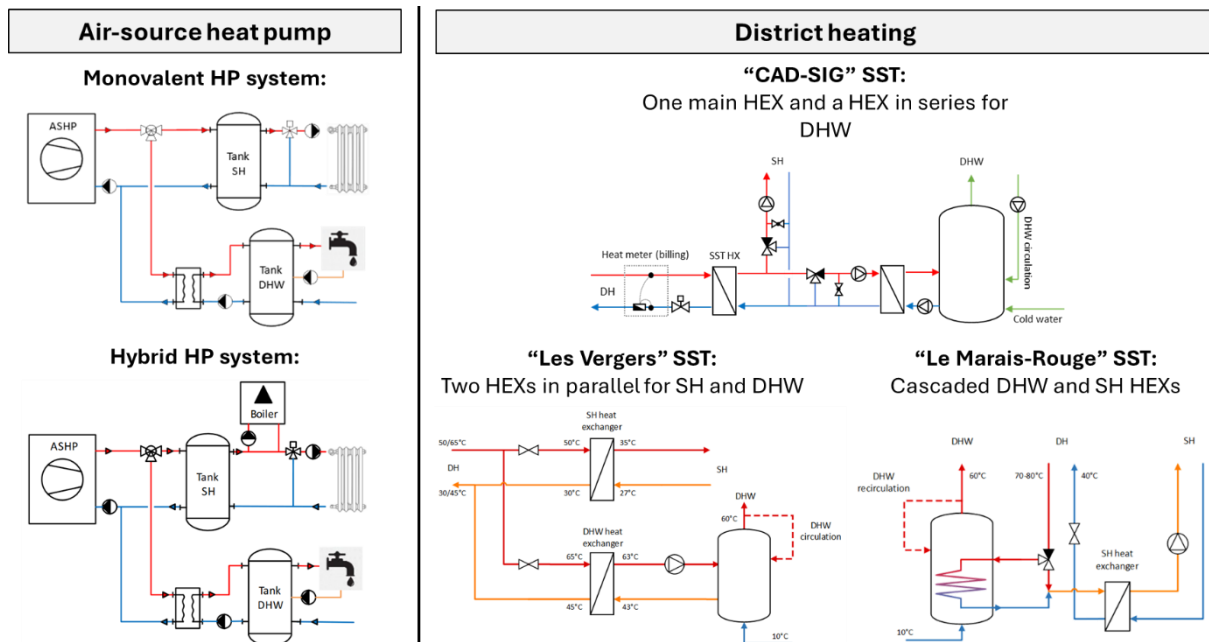 Air-source heat pump
Monovalent HP system:
ASHP
Tank
SH
Tank
DHW
Hybrid HP system:
Boiler
ASHP
Tank
SH
Tank
DHW
District heating
“CAD-SIG” SST:
One main HEX and a HEX in series for
DHW
SH
DHW
DHW circulation
Heat meter (billing)
SST HX
DH
Cold water
“Les Vergers” SST:
Two HEXs in parallel for SH and DHW
SH heat
exchanger
50/65°C
50°C
35°C
DH
SH
30/45°C
30°C
27°C
DHW
60°C
DHW
circulation
DHW heat
exchanger
65°C
63°C
45°C
43°C
10°C
“Le Marais-Rouge” SST:
Cascaded DHW and SH HEXs
DHW
DH
SH
60°C
70-80°C
40°C
DHW
recirculation
SH heat
exchanger
10°C